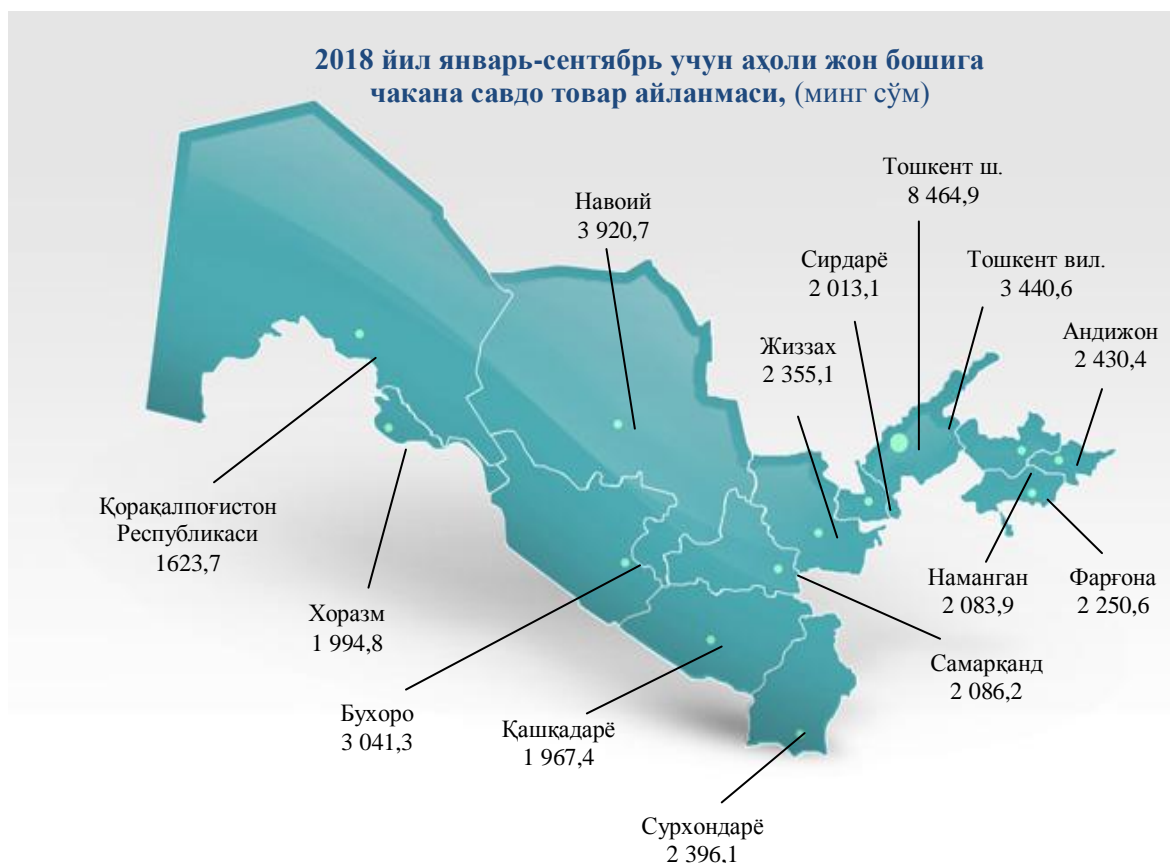 2018 йил январь-сентябрь учун аҳоли жон бошига
чакана савдо товар айланмаси, (минг сўм)
Тошкент ш.
8 464,9
Навоий
3 920,7
Сирдарё
2 013,1
Тошкент вил.
3 440,6
Жиззах
2 355,1
Андижон
2 430,4
Қорақалпоғистон
Республикаси
1623,7
Хоразм
1 994,8
Наманган
2 083,9
Фарғона
2 250,6
Самарқанд
2 086,2
Бухоро
3 041,3
Қашқадарё
1 967,4
Сурхондарё
2 396,1